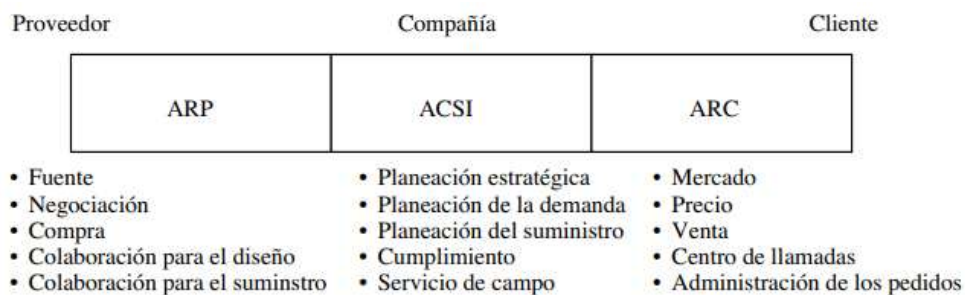 Proveedor Compañía Cliente
ARP ACSI ARC
• Fuente
• Negociación
• Compra
• Colaboración para el diseño
• Colaboración para el suminstro
• Planeación estratégica
• Planeación de la demanda
• Planeación del suministro
• Cumplimiento
• Servicio de campo
• Mercado
• Precio
• Venta
• Centro de llamadas
• Administración de los pedidos